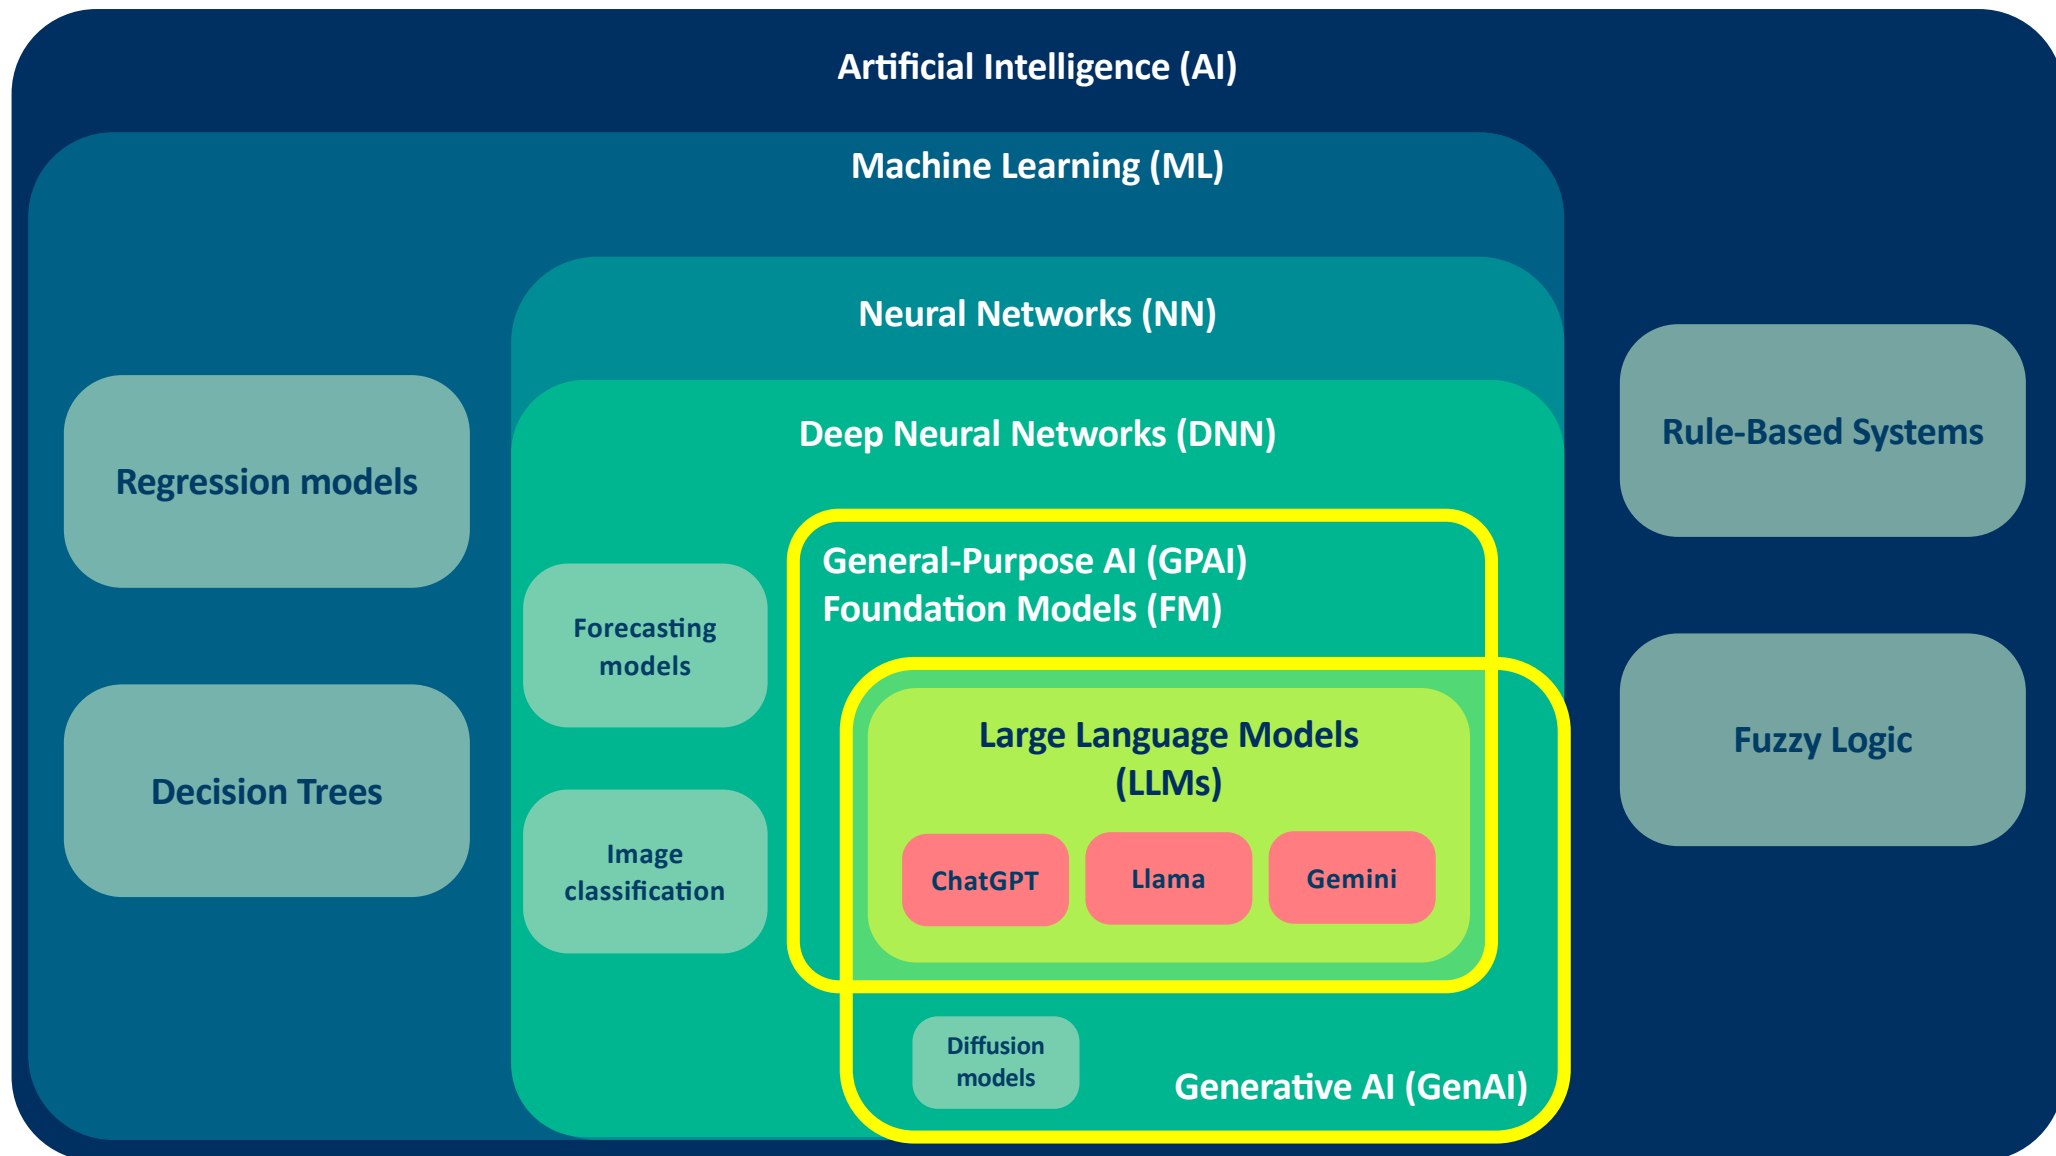 Artificial Intelligence (AI)
Machine Learning (ML)
Neural Networks (NN)
Deep Neural Networks (DNN)
Regression models
Decision Trees
Forecasting
models
Image
classification
General-Purpose AI (GPAI)
Foundation Models (FM)
Large Language Models
(LLMs)
ChatGPT
Llama
Gemini
Diffusion
models
Generative AI (GenAI)
Rule-Based Systems
Fuzzy Logic